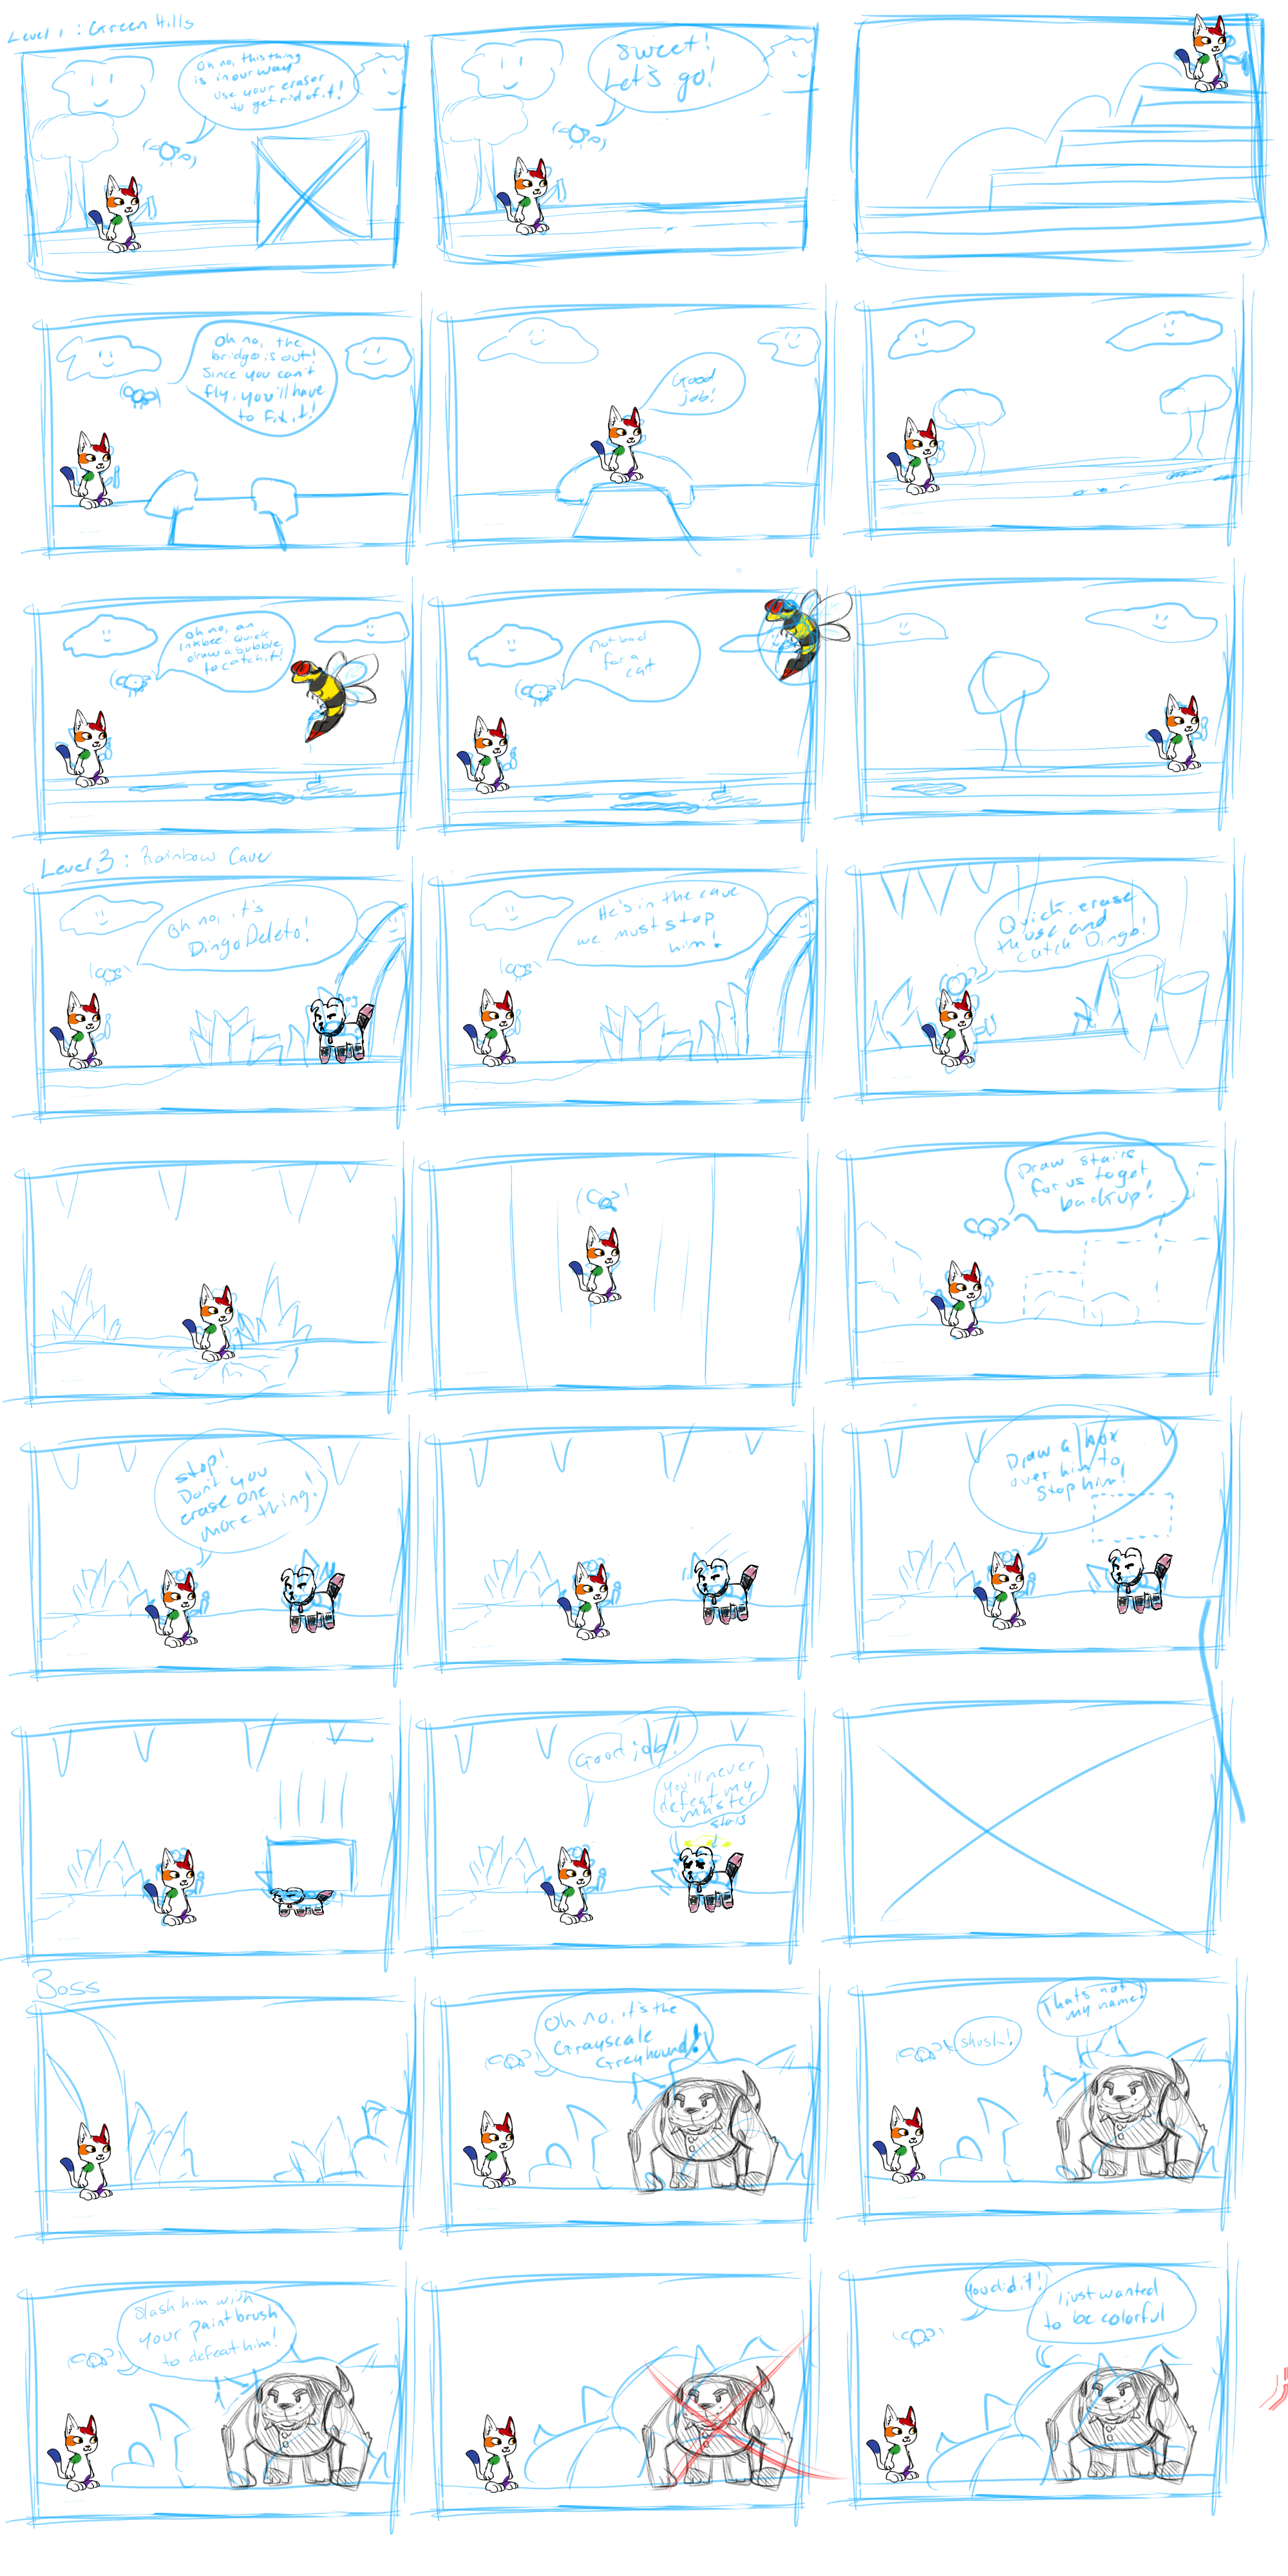 Level 1 : Green Hills
Oh no, this thing
is in our way
use your eraser
to get rid of it!
Sweet!
Let's go!
Oh no, the
bridge is out!
Since you can't
fly, you'll have
to fix it!
Good
job!
Oh no, an
inkbee. Quick
draw a bubble
to catch it!
Not bad
for a
cat
Level 3 : Rainbow Cave
Oh no, it's
Dingo Deleto!
He's in the cave
we must stop
him!
Quick, erase
and
catch Dingo!
Draw stairs
for us to get
back up!
Stop!
Don't you
erase one
more thing!
Draw a box
over him to
stop him!
Good job!
You'll never
defeat my
master
stars
Boss
Oh no, it's the
Grayscale
Greyhound!
Thats not
my name!
shush!
Slash him with
your paint brush
to defeat him!
You did it!
I just wanted
to be colorful